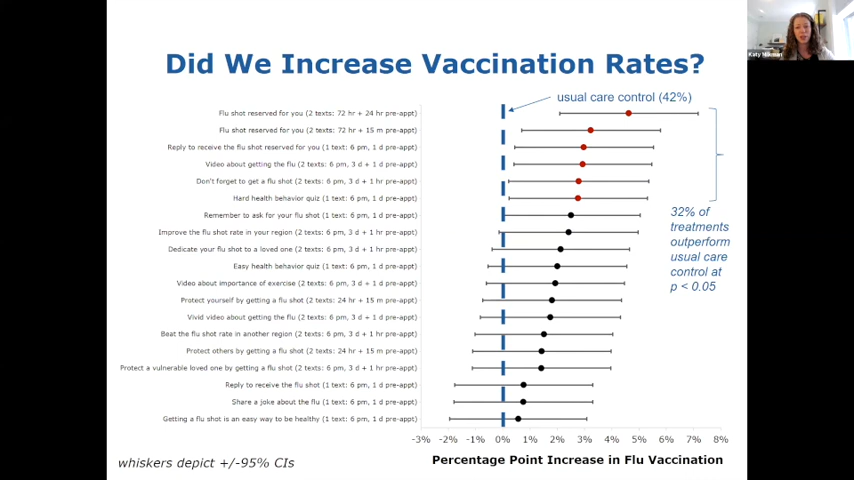 Did We Increase Vaccination Rates?
usual care control (42%)
Flu shot reserved for you (2 texts: 72 hr + 24 hr pre-appt)
Flu shot reserved for you (2 texts: 72 hr + 15 m pre-appt)
Reply to receive the flu shot reserved for you (1 text: 6 pm, 1 d pre-appt)
Video about getting the flu (2 texts: 6 pm, 3 d + 1 d pre-appt)
Don't forget to get a flu shot (2 texts: 6 pm, 3 d + 1 hr pre-appt)
Hard health behavior quiz (1 text: 6 pm, 1 d pre-appt)
Remember to ask for your flu shot (1 text: 6 pm, 1 d pre-appt)
Improve the flu shot rate in your region (2 texts: 6 pm, 3 d + 1 hr pre-appt)
Dedicate your flu shot to a loved one (2 texts: 6 pm, 3 d + 1 hr pre-appt)
Easy health behavior quiz (1 text: 6 pm, 1 d pre-appt)
Video about importance of exercise (2 texts: 6 pm, 3 d + 1 d pre-appt)
Protect yourself by getting a flu shot (2 texts: 24 hr + 15 m pre-appt)
Vivid video about getting the flu (2 texts: 6 pm, 3 d + 1 d pre-appt)
Beat the flu shot rate in another region (2 texts: 6 pm, 3 d + 1 hr pre-appt)
Protect others by getting a flu shot (2 texts: 24 hr + 15 m pre-appt)
Protect a vulnerable loved one by getting a flu shot (2 texts: 6 pm, 3 d + 1 hr pre-appt)
Reply to receive the flu shot (1 text: 6 pm, 1 d pre-appt)
Share a joke about the flu (1 text: 6 pm, 1 d pre-appt)
Getting a flu shot is an easy way to be healthy (1 text: 6 pm, 1 d pre-appt)
32% of
treatments
outperform
usual care
control at
p < 0.05
-3% -2% -1% 0% 1% 2% 3% 4% 5% 6% 7% 8%
Percentage Point Increase in Flu Vaccination
whiskers depict +/-95% CIs
Katy Milkman